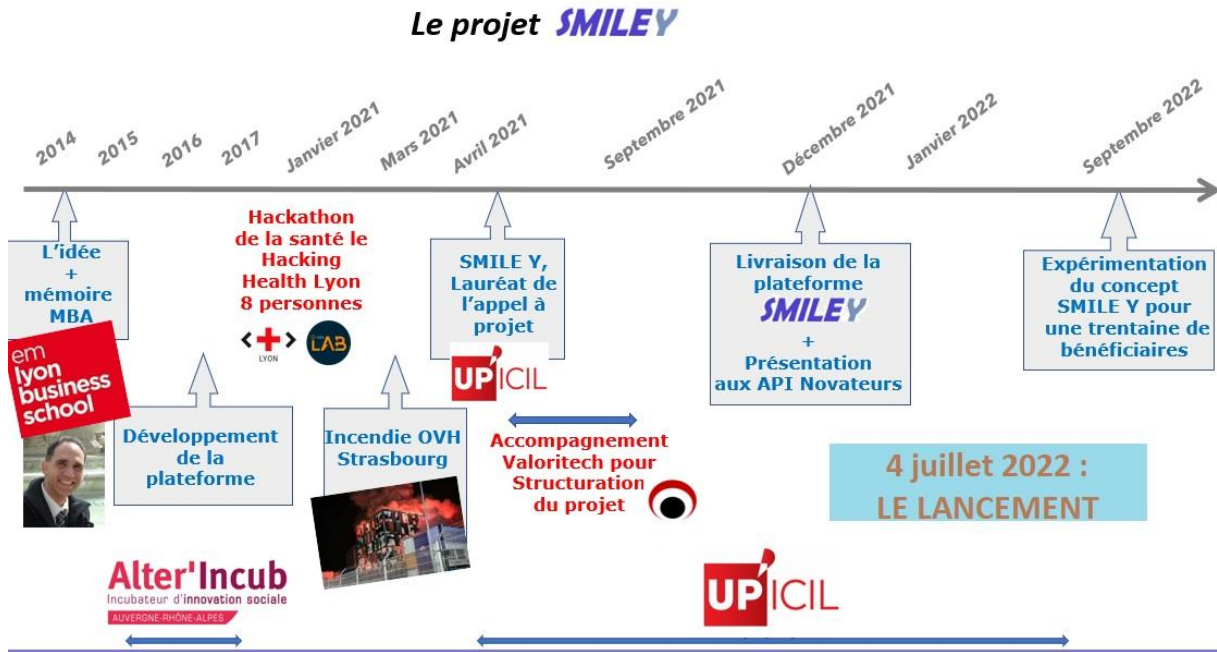 Le projet SMILEY
2014
2015
2016
2017
Janvier 2021
Mars 2021
Avril 2021
Septembre 2021
Décembre 2021
Janvier 2022
Septembre 2022
L'idée
+
mémoire
MBA
em
lyon
business
school
Développement
de la
plateforme
Alter'Incub
Incubateur d'innovation sociale
AUVERGNE-RHÔNE-ALPES
Hackathon
de la santé le
Hacking
Health Lyon
8 personnes
LYON
LAB
Incendie OVH
Strasbourg
SMILE Y,
Lauréat de
l'appel à
projet
UP'ICIL
Accompagnement
Valoritech pour
Structuration
du projet
Livraison de la
plateforme
SMILEY
+
Présentation
aux API Novateurs
Expérimentation
du concept
SMILE Y pour
une trentaine de
bénéficiaires
4 juillet 2022 :
LE LANCEMENT
UP'ICIL